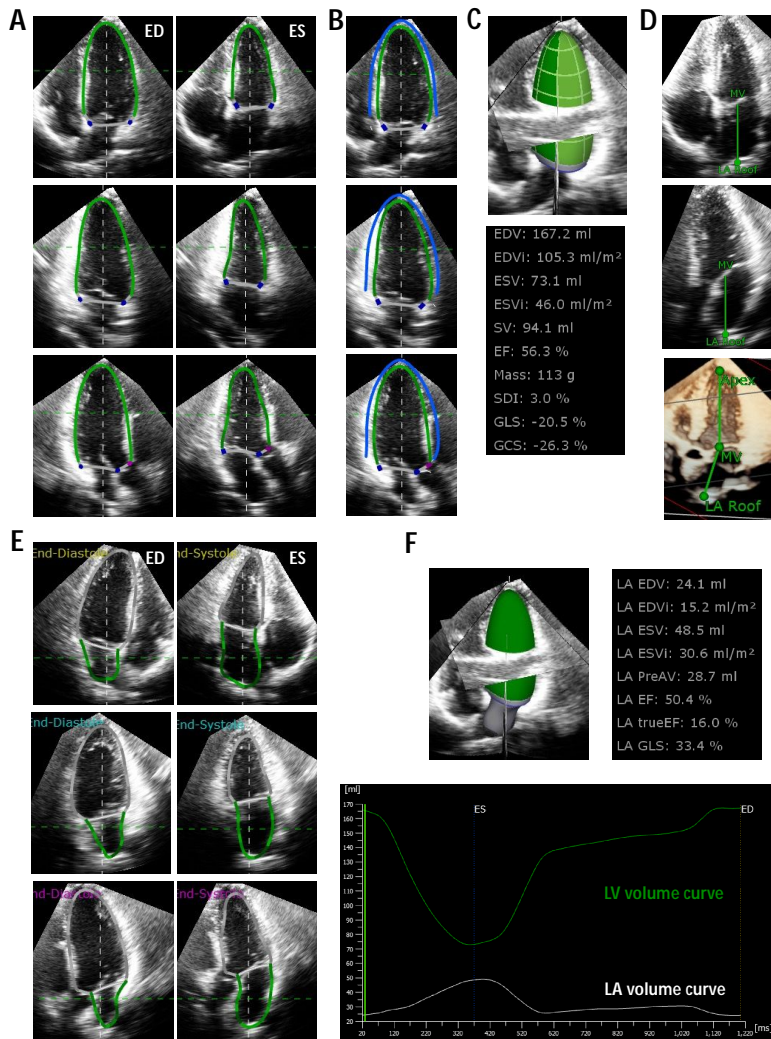 A
ED
ES
B
C
D
MV
LA Roof
MV
LA Roof
EDV: 167.2 ml
EDVi: 105.3 ml/m²
ESV: 73.1 ml
ESVi: 46.0 ml/m²
SV: 94.1 ml
EF: 56.3 %
Mass: 113 g
SDI: 3.0 %
GLS: -20.5 %
GCS: -26.3 %
Apex
MV
LA Roof
E
End-Diastole
ED
nd-Systole
ES
End-Diastole
End-Systole
nd-Diastole
End-Systole
F
LA EDV: 24.1 ml
LA EDVi: 15.2 ml/m²
LA ESV: 48.5 ml
LA ESVi: 30.6 ml/m²
LA PreAV: 28.7 ml
LA EF: 50.4 %
LA trueEF: 16.0 %
LA GLS: 33.4 %
[ml]
170
160
150
140
130
120
110
100
90
80
70
60
50
40
30
20
ES
ED
LV volume curve
LA volume curve
20 120 220 320 420 520 620 720 820 920 1,020 1,120 1,220
[ms]